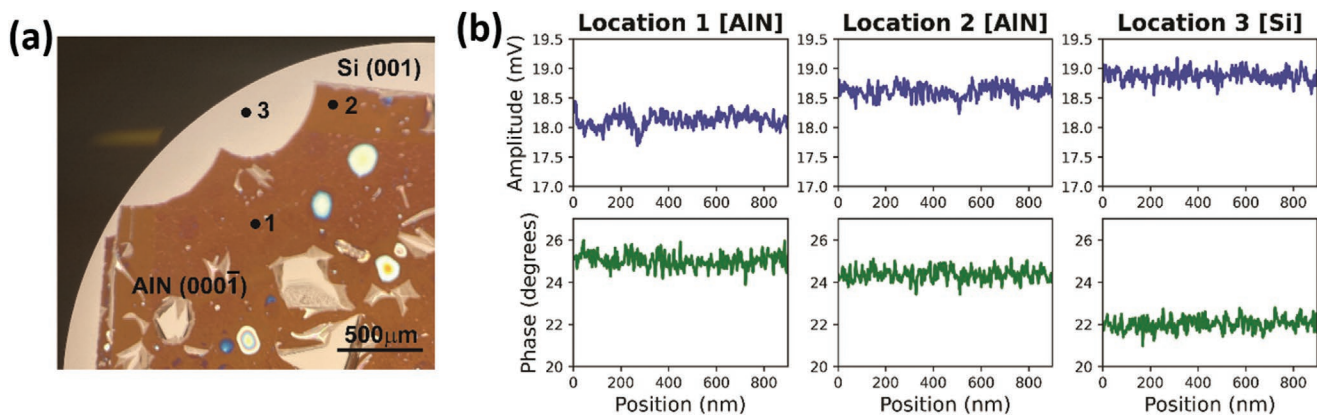 (a)
Si (001)
3
2
1
AlN (0001̄)
500μm
(b)
Location 1 [AlN] Location 2 [AlN] Location 3 [Si]
Amplitude (mV)
19.5 19.5 19.5
19.0 19.0 19.0
18.5 18.5 18.5
18.0 18.0 18.0
17.5 17.5 17.5
17.0 17.0 17.0
0 200 400 600 800 0 200 400 600 800 0 200 400 600 800
Phase (degrees)
26 26 26
24 24 24
22 22 22
20 20 20
0 200 400 600 800 0 200 400 600 800 0 200 400 600 800
Position (nm) Position (nm) Position (nm)